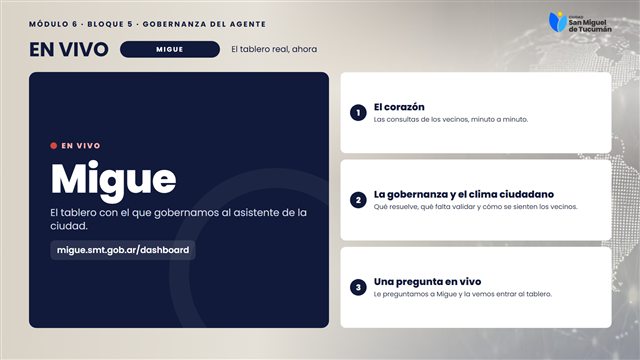 MÓDULO 6 · BLOQUE 5 · GOBERNANZA DEL AGENTE
CIUDAD
San Miguel
de Tucumán
EN VIVO
MIGUE
El tablero real, ahora
EN VIVO
Migue
El tablero con el que gobernamos al asistente de la
ciudad.
migue.smt.gob.ar/dashboard
1
El corazón
Las consultas de los vecinos, minuto a minuto.
2
La gobernanza y el clima ciudadano
Qué resuelve, qué falta validar y cómo se sienten los vecinos.
3
Una pregunta en vivo
Le preguntamos a Migue y la vemos entrar al tablero.